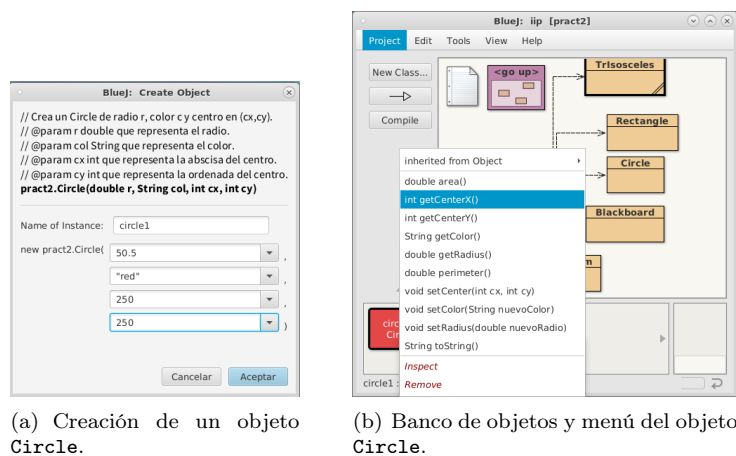 BlueJ: Create Object
// Crea un Circle de radio r, color c y centro en (cx,cy).
// @param r double que representa el radio.
// @param col String que representa el color.
// @param cx int que representa la abscisa del centro.
// @param cy int que representa la ordenada del centro.
pract2.Circle(double r, String col, int cx, int cy)
Name of Instance: circle1
new pract2.Circle( 50.5 ,
"red" ,
250 ,
250 )
Cancelar Aceptar
(a) Creación de un objeto
Circle.
BlueJ: iip [pract2]
Project Edit Tools View Help
New Class...
Compile
<go up>
TrIsosceles
Rectangle
Circle
Blackboard
inherited from Object
double area()
int getCenterX()
int getCenterY()
String getColor()
double getRadius()
double perimeter()
void setCenter(int cx, int cy)
void setColor(String nuevoColor)
void setRadius(double nuevoRadio)
String toString()
Inspect
Remove
circle1 :
(b) Banco de objetos y menú del objeto
Circle.